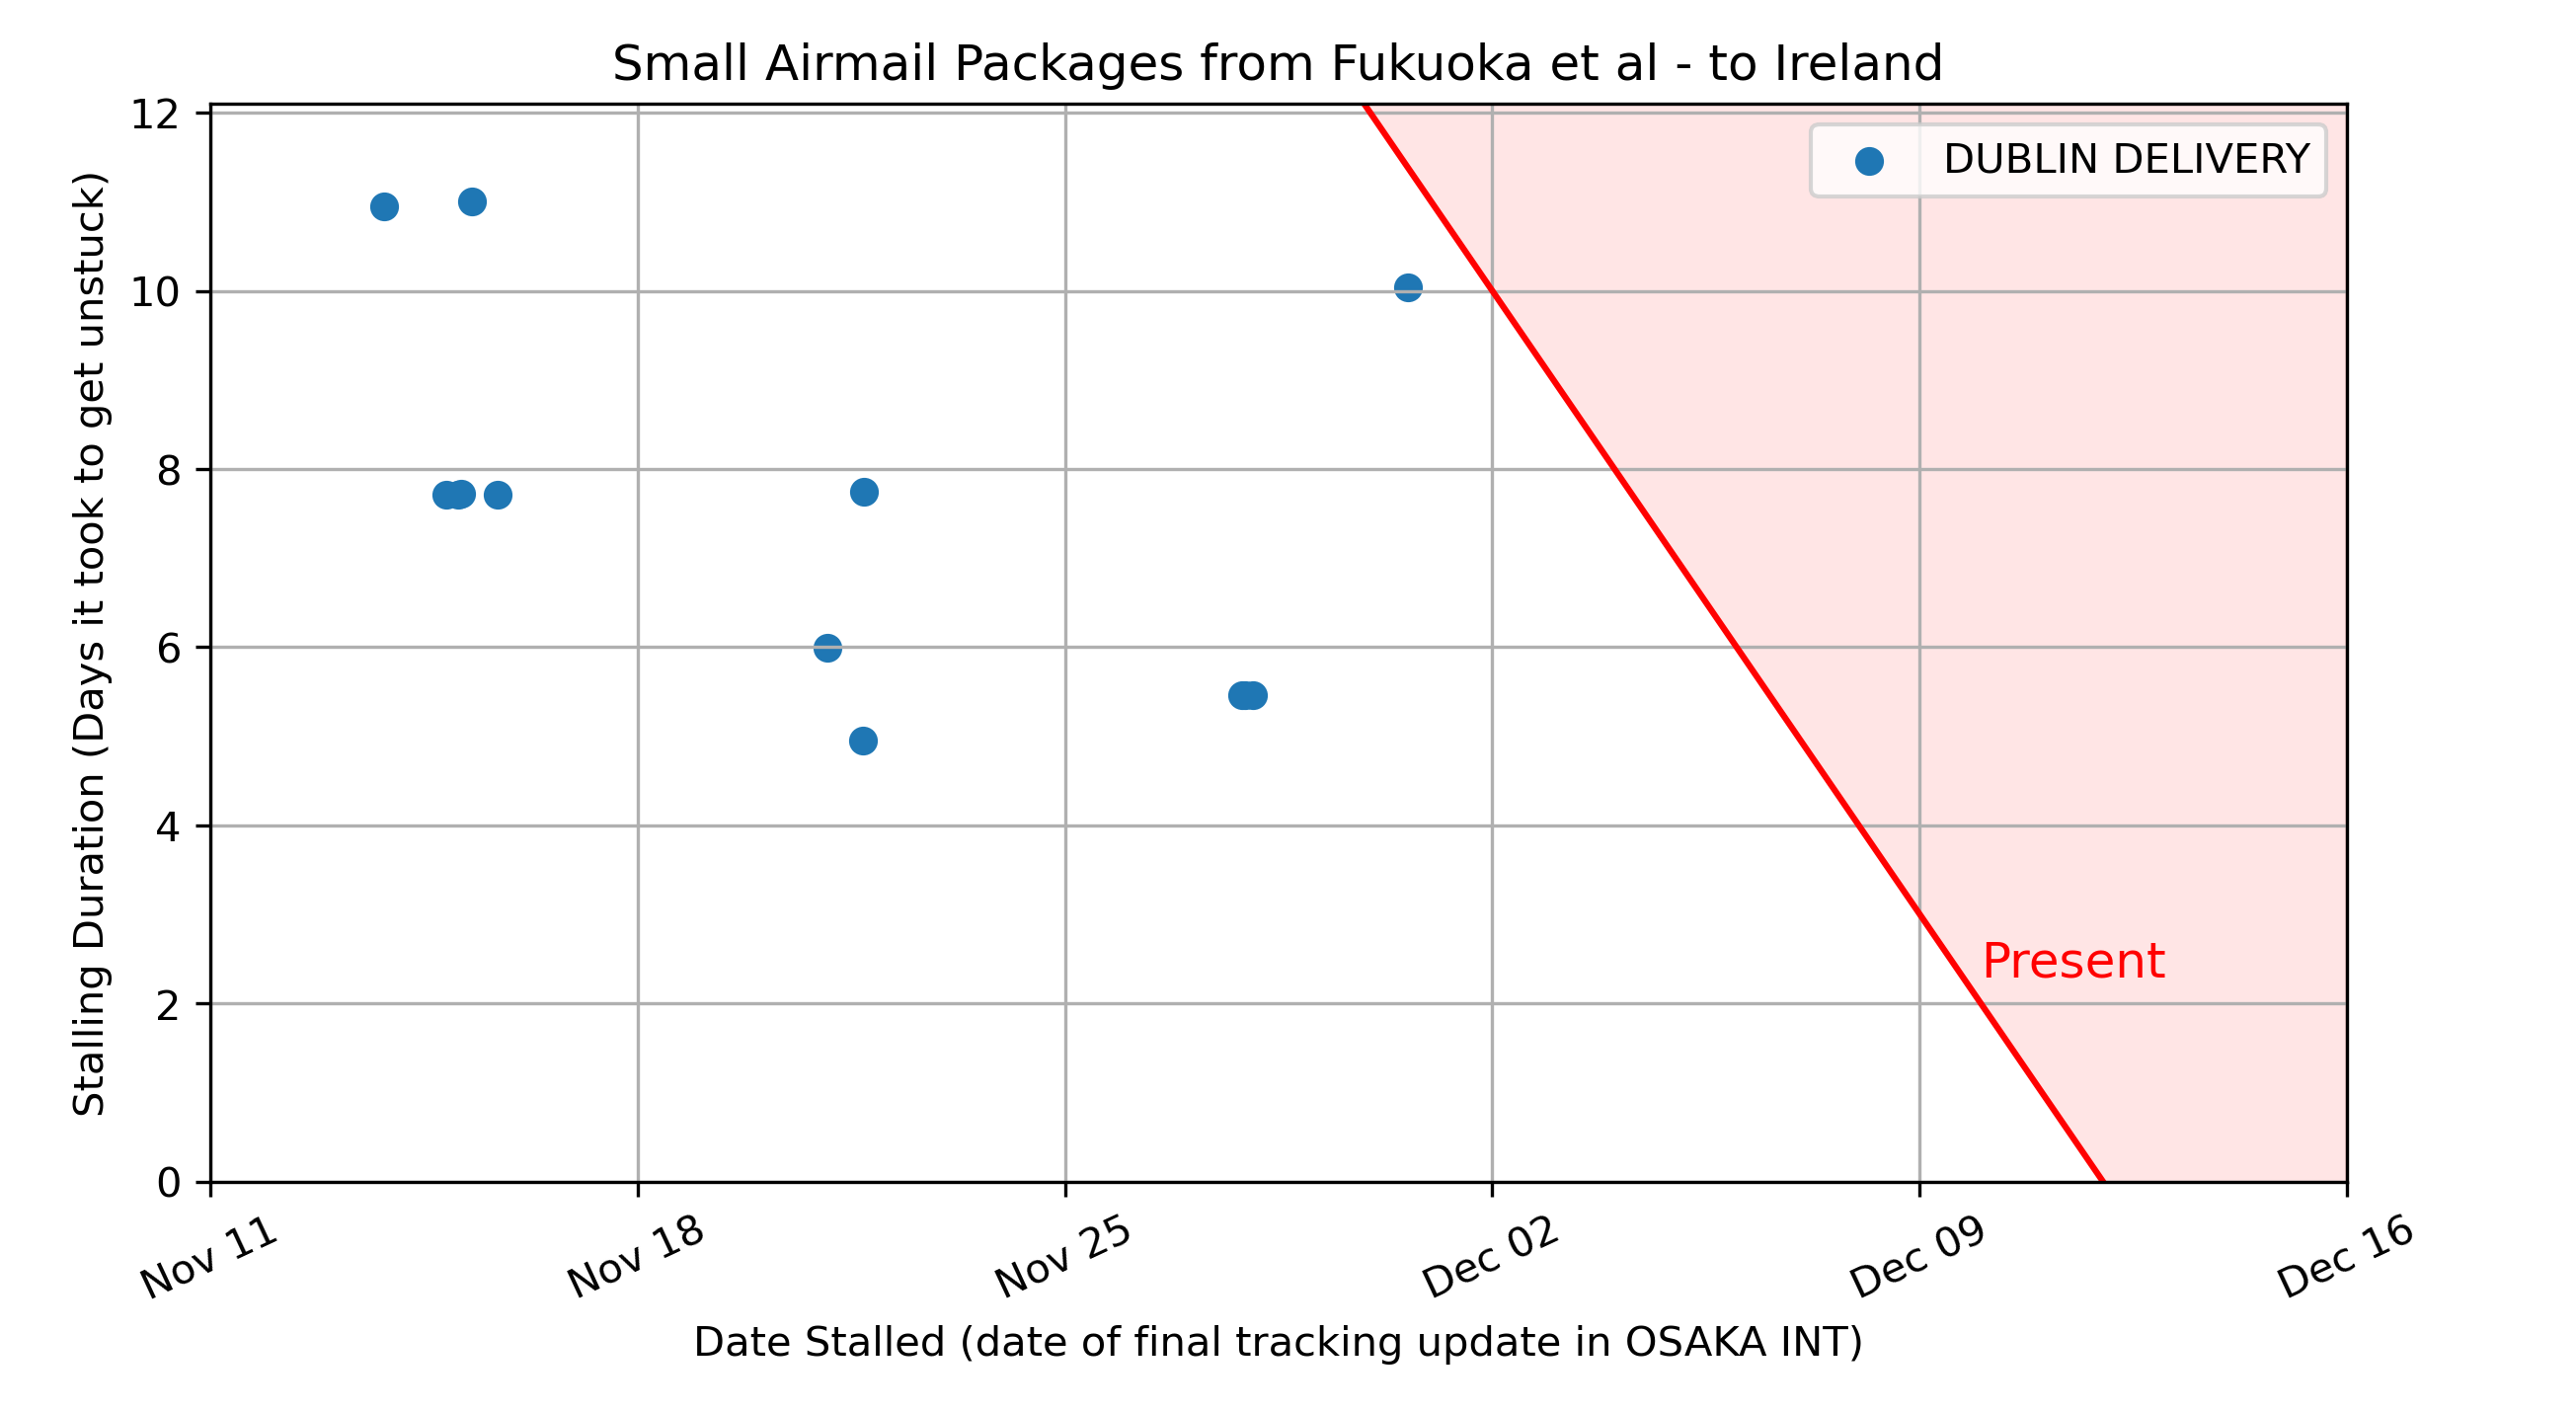 Small Airmail Packages from Fukuoka et al - to Ireland
DUBLIN DELIVERY
Stalling Duration (Days it took to get unstuck)
12
10
8
6
4
2
0
Present
Nov 11
Nov 18
Nov 25
Dec 02
Dec 09
Dec 16
Date Stalled (date of final tracking update in OSAKA INT)